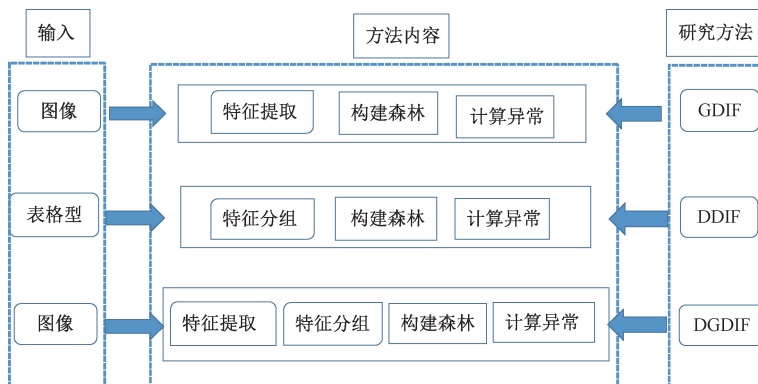 输入 方法内容 研究方法
图像 特征提取 构建森林 计算异常 GDIF
表格型 特征分组 构建森林 计算异常 DDIF
图像 特征提取 特征分组 构建森林 计算异常 DGDIF